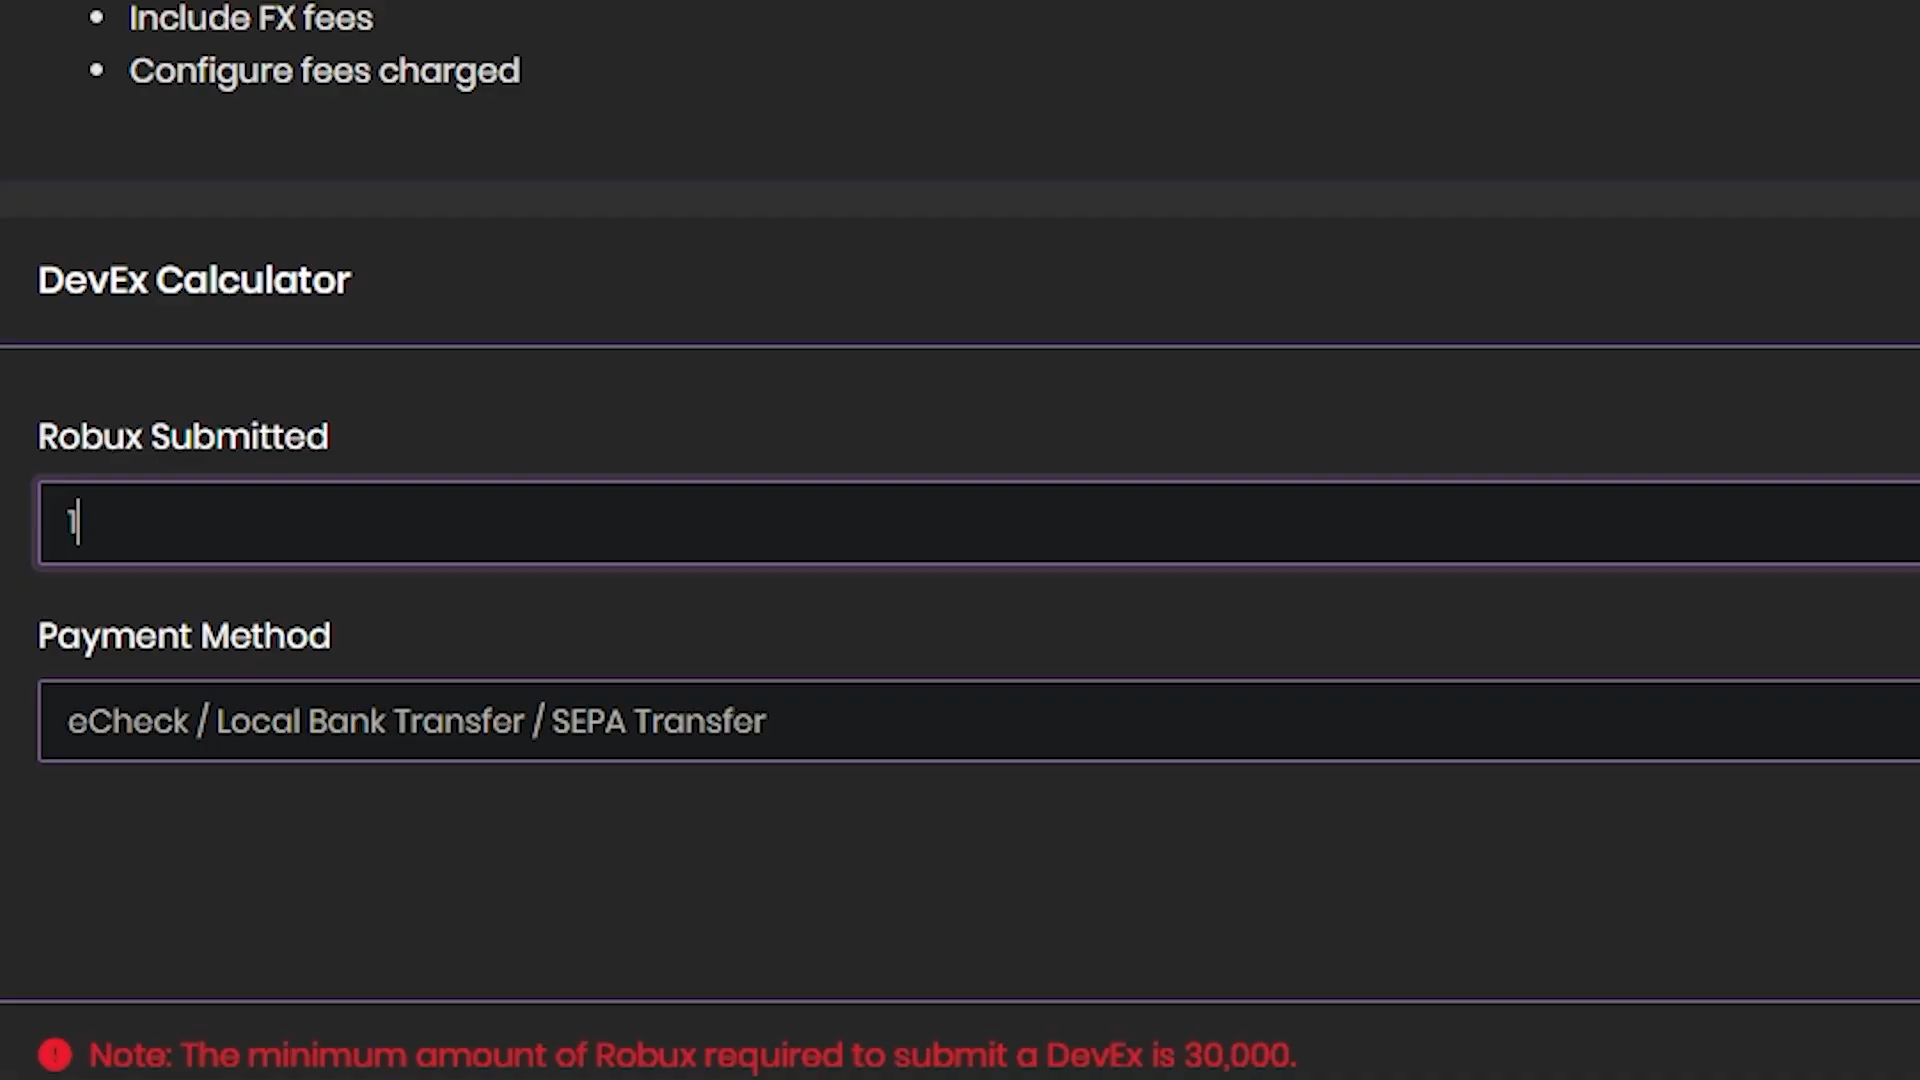 Include FX fees
Configure fees charged
DevEx Calculator
Robux Submitted
1
Payment Method
eCheck / Local Bank Transfer / SEPA Transfer
Note: The minimum amount of Robux required to submit a DevEx is 30,000.